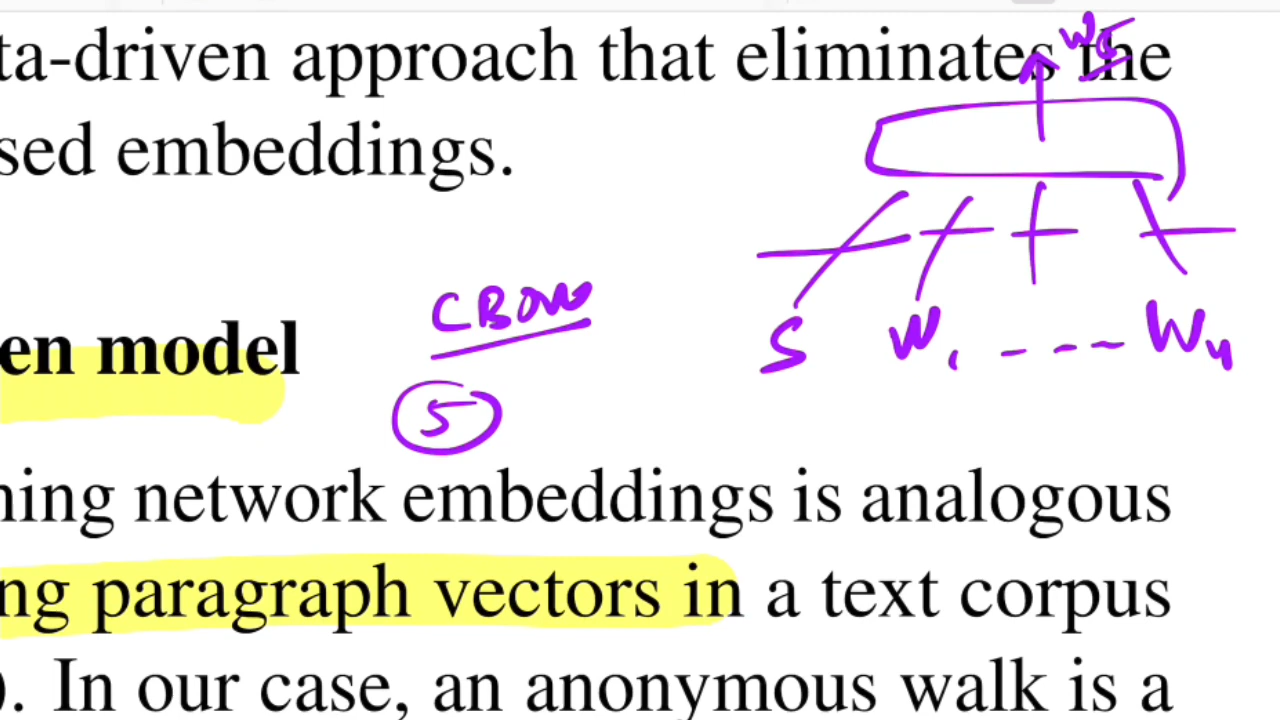 ta-driven approach that eliminates the
W5
sed embeddings.
CBOW
S W1 ---- W4
en model
5
ning network embeddings is analogous
ng paragraph vectors in a text corpus
). In our case, an anonymous walk is a